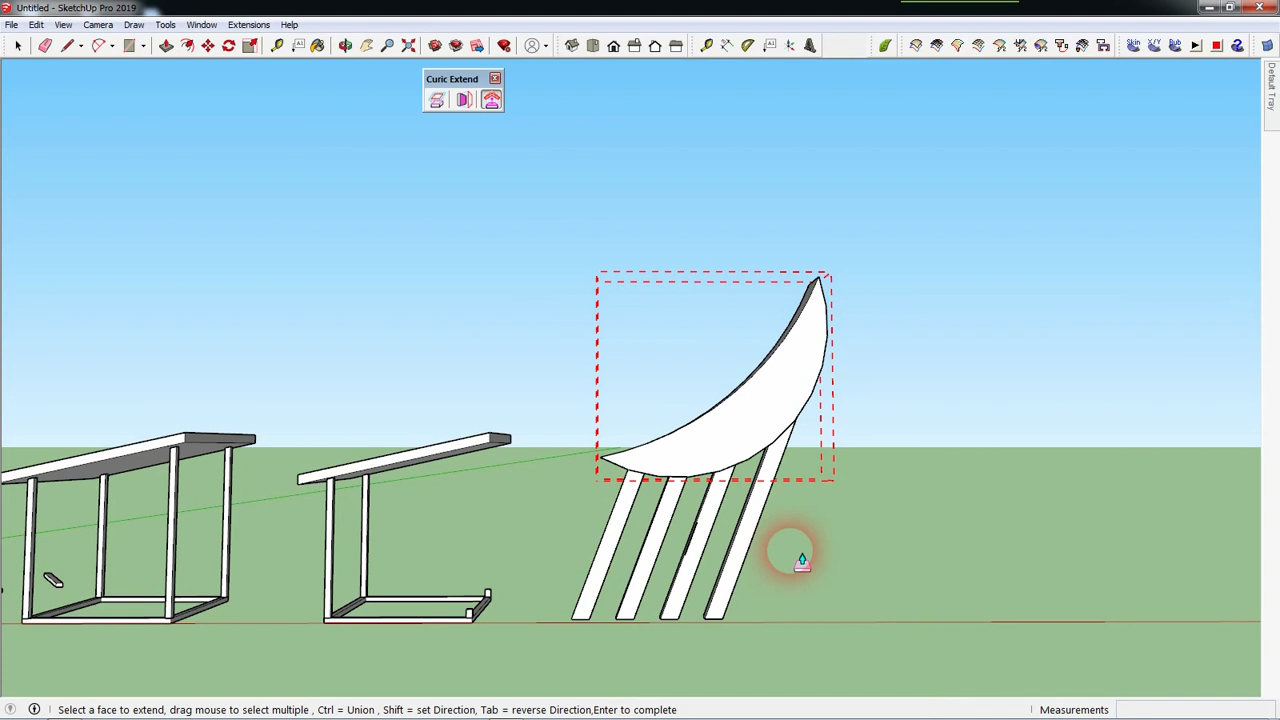 Untitled - SketchUp Pro 2019
File Edit View Camera Draw Tools Window Extensions Help
Curic Extend
Default Tray
Skin X/Y Bub
Select a face to extend, drag mouse to select multiple , Ctrl = Union , Shift = set Direction, Tab = reverse Direction,Enter to complete
Measurements